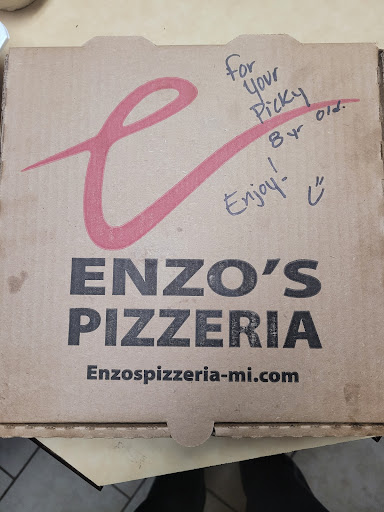 For
your
Picky
8 yr old.
Enjoy!
ENZO'S
PIZZERIA
Enzospizzeria-mi.com